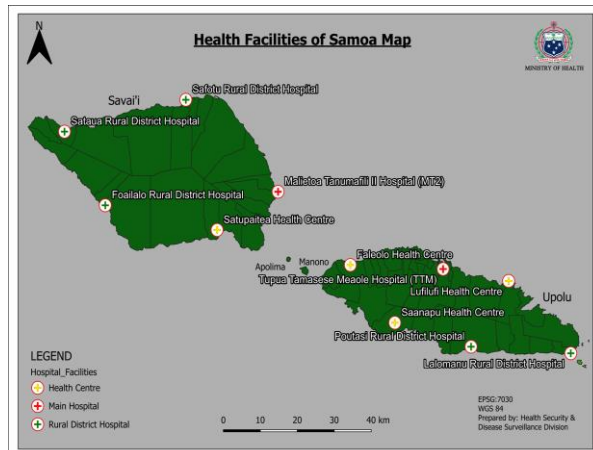 N
Health Facilities of Samoa Map
MINISTRY OF HEALTH
Savai'i
Safotu Rural District Hospital
Sataua Rural District Hospital
Malietoa Tanumafili II Hospital (MT2)
Foailalo Rural District Hospital
Satupaitea Health Centre
Faleolo Health Centre
Apolima
Manono
Tupua Tamasese Meaole Hospital (TTM)
Lufilufi Health Centre
Upolu
Saanapu Health Centre
Poutasi Rural District Hospital
Lalomanu Rural District Hospital
LEGEND
Hospital_Facilities
Health Centre
Main Hospital
Rural District Hospital
0 10 20 30 40 km
EPSG:7030
WGS 84
Prepared by: Health Security &
Disease Surveillance Division